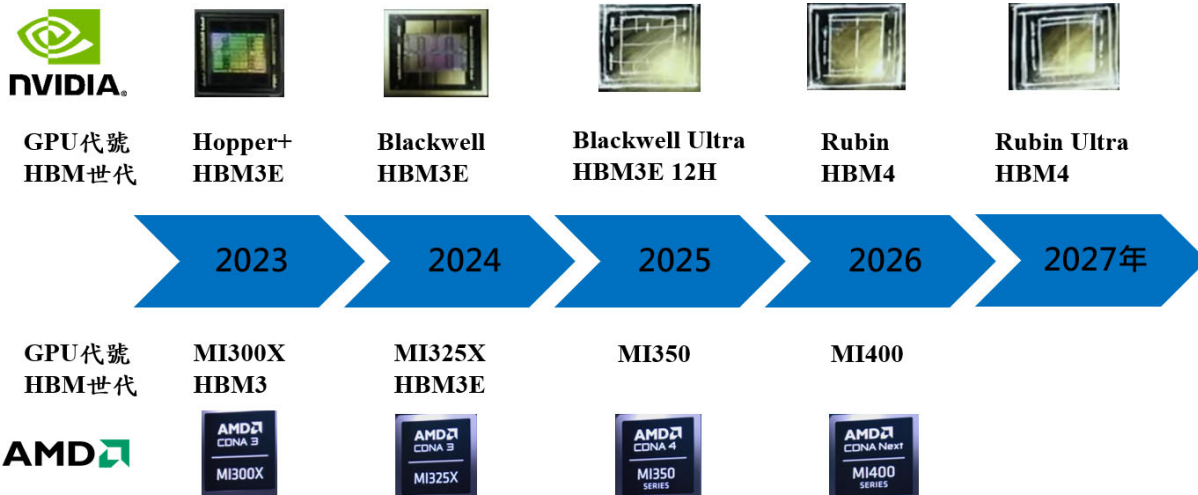 NVIDIA.
GPU代號 Hopper+ Blackwell Blackwell Ultra Rubin Rubin Ultra
HBM世代 HBM3E HBM3E HBM3E 12H HBM4 HBM4
2023 2024 2025 2026 2027年
GPU代號 MI300X MI325X MI350 MI400
HBM世代 HBM3 HBM3E
AMD
AMD
CDNA 3
MI300X
AMD
CDNA 3
MI325X
AMD
CDNA 4
MI350
SERIES
AMD
CDNA Next
MI400
SERIES